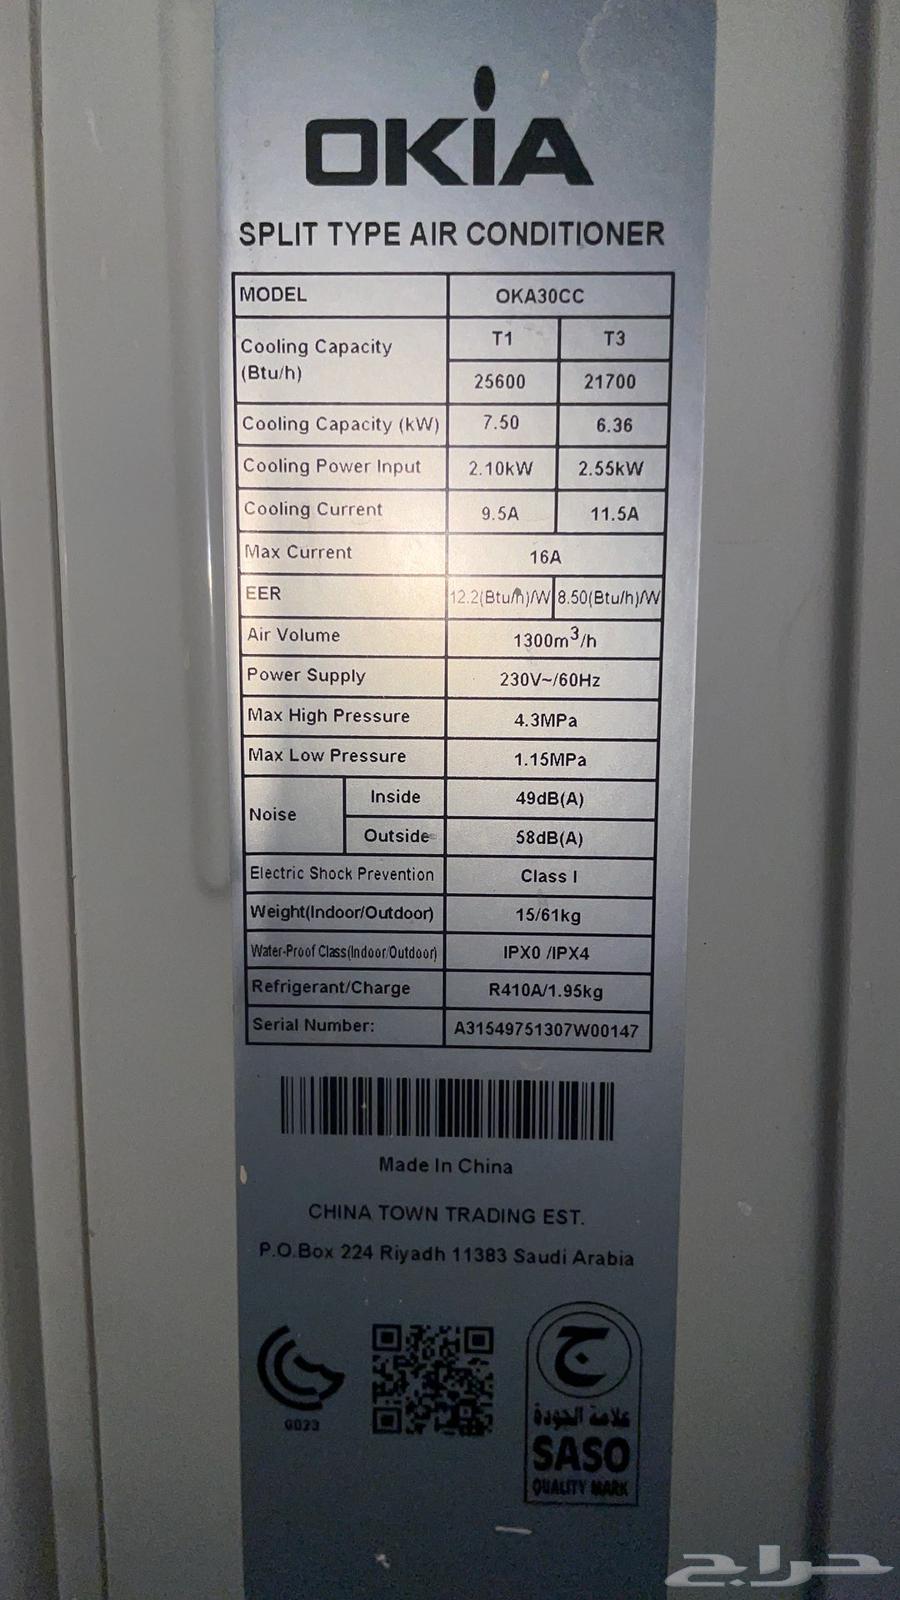 OKIA
SPLIT TYPE AIR CONDITIONER
MODEL OKA30CC
Cooling Capacity (Btu/h) T1 T3
25600 21700
Cooling Capacity (kW) 7.50 6.36
Cooling Power Input 2.10kW 2.55kW
Cooling Current 9.5A 11.5A
Max Current 16A
EER 12.2(Btu/h)/W 8.50(Btu/h)/W
Air Volume 1300m³/h
Power Supply 230V~/60Hz
Max High Pressure 4.3MPa
Max Low Pressure 1.15MPa
Noise Inside 49dB(A)
Outside 58dB(A)
Electric Shock Prevention Class I
Weight(Indoor/Outdoor) 15/61kg
Water-Proof Class(Indoor/Outdoor) IPX0 /IPX4
Refrigerant/Charge R410A/1.95kg
Serial Number: A31549751307W00147
Made In China
CHINA TOWN TRADING EST.
P.O.Box 224 Riyadh 11383 Saudi Arabia
علامة الجودة
SASO
QUALITY MARK
حراج